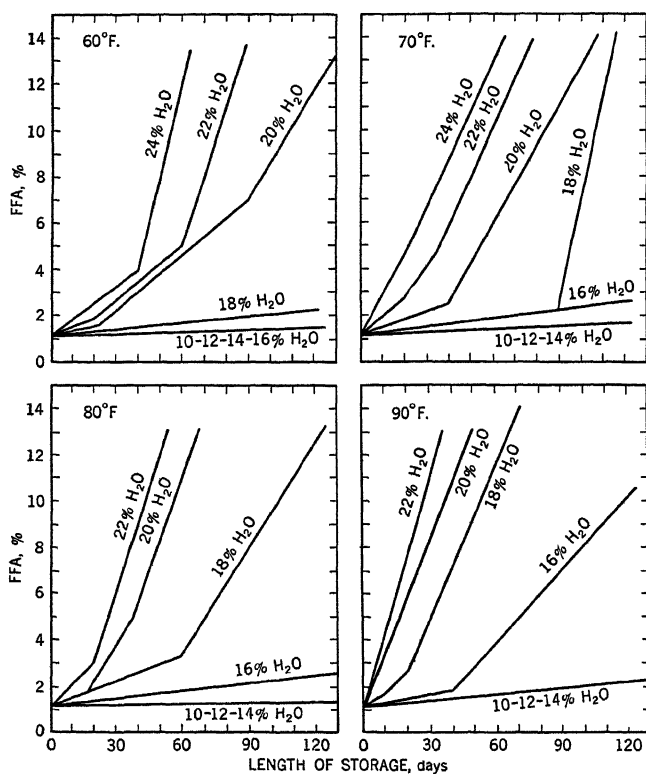 60°F.
14
12
10
8
6
4
2
0
FFA, %
24% H₂O
22% H₂O
20% H₂O
18% H₂O
10-12-14-16% H₂O
70°F.
24% H₂O
22% H₂O
20% H₂O
18% H₂O
16% H₂O
10-12-14% H₂O
80°F
14
12
10
8
6
4
2
0
FFA, %
22% H₂O
20% H₂O
18% H₂O
16% H₂O
10-12-14% H₂O
0 30 60 90 120
90°F.
22% H₂O
20% H₂O
18% H₂O
16% H₂O
10-12-14% H₂O
0 30 60 90 120
LENGTH OF STORAGE, days